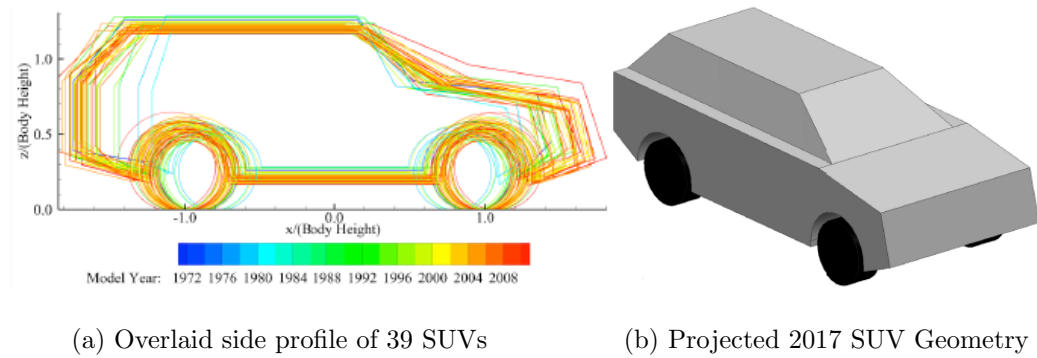 z/(Body Height)
1.0
0.5
0.0
-1.0
0.0
1.0
x/(Body Height)
Model Year: 1972 1976 1980 1984 1988 1992 1996 2000 2004 2008
(a) Overlaid side profile of 39 SUVs
(b) Projected 2017 SUV Geometry